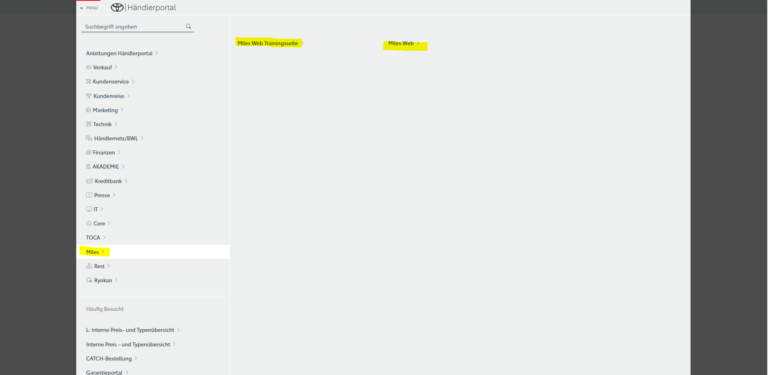 MENÜ
Händlerportal
Suchbegriff angeben
Miles Web Trainingsseite
Miles Web
Anleitungen Händlerportal
Verkauf
Kundenservice
Kundenreise
Marketing
Technik
Händlernetz/BWL
Finanzen
AKADEMIE
Kreditbank
Presse
IT
Core
TOCA
Miles
Rest
Ryokan
Häufig Besucht
L: Interne Preis- und Typenübersicht
Interne Preis - und Typenübersicht
CATCH-Bestellung
Garantieportal